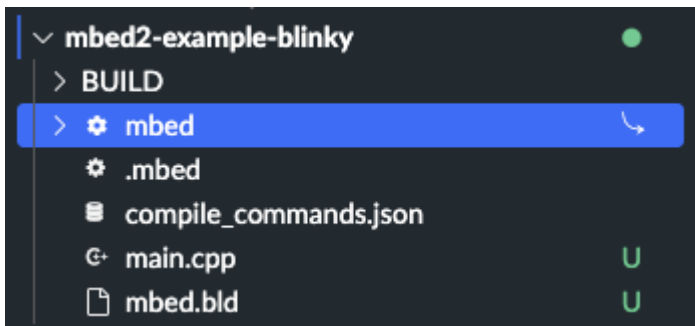 mbed2-example-blinky
BUILD
mbed
.mbed
compile_commands.json
main.cpp U
mbed.bld U